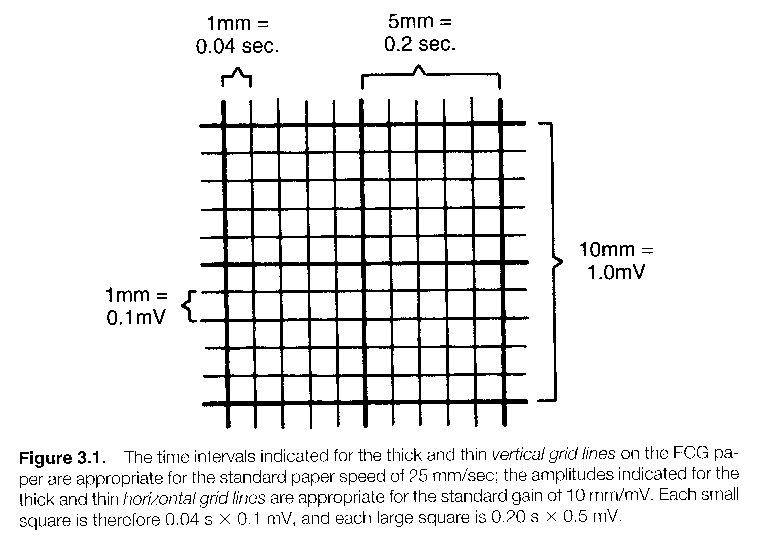 1mm =
0.04 sec.
5mm =
0.2 sec.
10mm =
1.0mV
1mm =
0.1mV
Figure 3.1. The time intervals indicated for the thick and thin vertical grid lines on the ECG pa-
per are appropriate for the standard paper speed of 25 mm/sec; the amplitudes indicated for the
thick and thin horizontal grid lines are appropriate for the standard gain of 10 mm/mV. Each small
square is therefore 0.04 s × 0.1 mV, and each large square is 0.20 s × 0.5 mV.